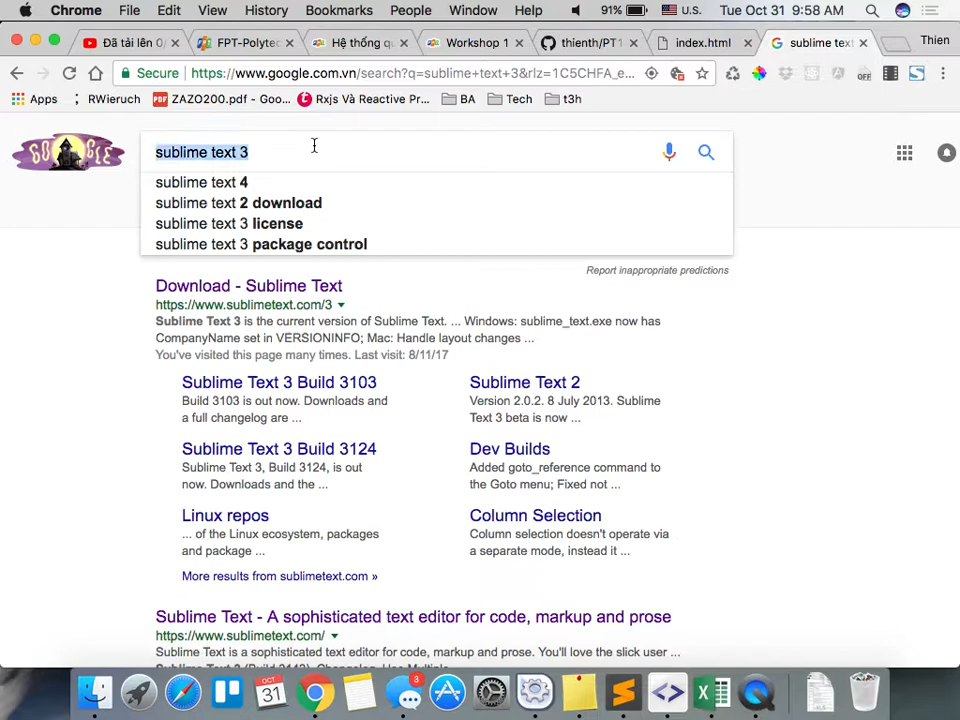 Chrome File Edit View History Bookmarks People Window Help 91% U.S. Tue Oct 31 9:58 AM
Đã tải lên 0/ FPT-Polytec Hệ thống qu Workshop 1 thienth/PT1 index.html sublime text Thien
Secure https://www.google.com.vn/search?q=sublime+text+3&rlz=1C5CHFA_e...
Apps RWieruch ZAZO200.pdf - Goo... Rxjs Và Reactive Pr... BA Tech t3h
sublime text 3
sublime text 4
sublime text 2 download
sublime text 3 license
sublime text 3 package control
Report inappropriate predictions
Download - Sublime Text
https://www.sublimetext.com/3
Sublime Text 3 is the current version of Sublime Text. ... Windows: sublime_text.exe now has
CompanyName set in VERSIONINFO; Mac: Handle layout changes ...
You've visited this page many times. Last visit: 8/11/17
Sublime Text 3 Build 3103
Build 3103 is out now. Downloads and
a full changelog are ...
Sublime Text 2
Version 2.0.2. 8 July 2013. Sublime
Text 3 beta is now ...
Sublime Text 3 Build 3124
Sublime Text 3, Build 3124, is out
now. Downloads and the ...
Dev Builds
Added goto_reference command to
the Goto menu; Fixed not ...
Linux repos
... of the Linux ecosystem, packages
and package ...
Column Selection
Column selection doesn't operate via
a separate mode, instead it ...
More results from sublimetext.com »
Sublime Text - A sophisticated text editor for code, markup and prose
https://www.sublimetext.com/
Sublime Text is a sophisticated text editor for code, markup and prose. You'll love the slick user ...
OCT
31
3